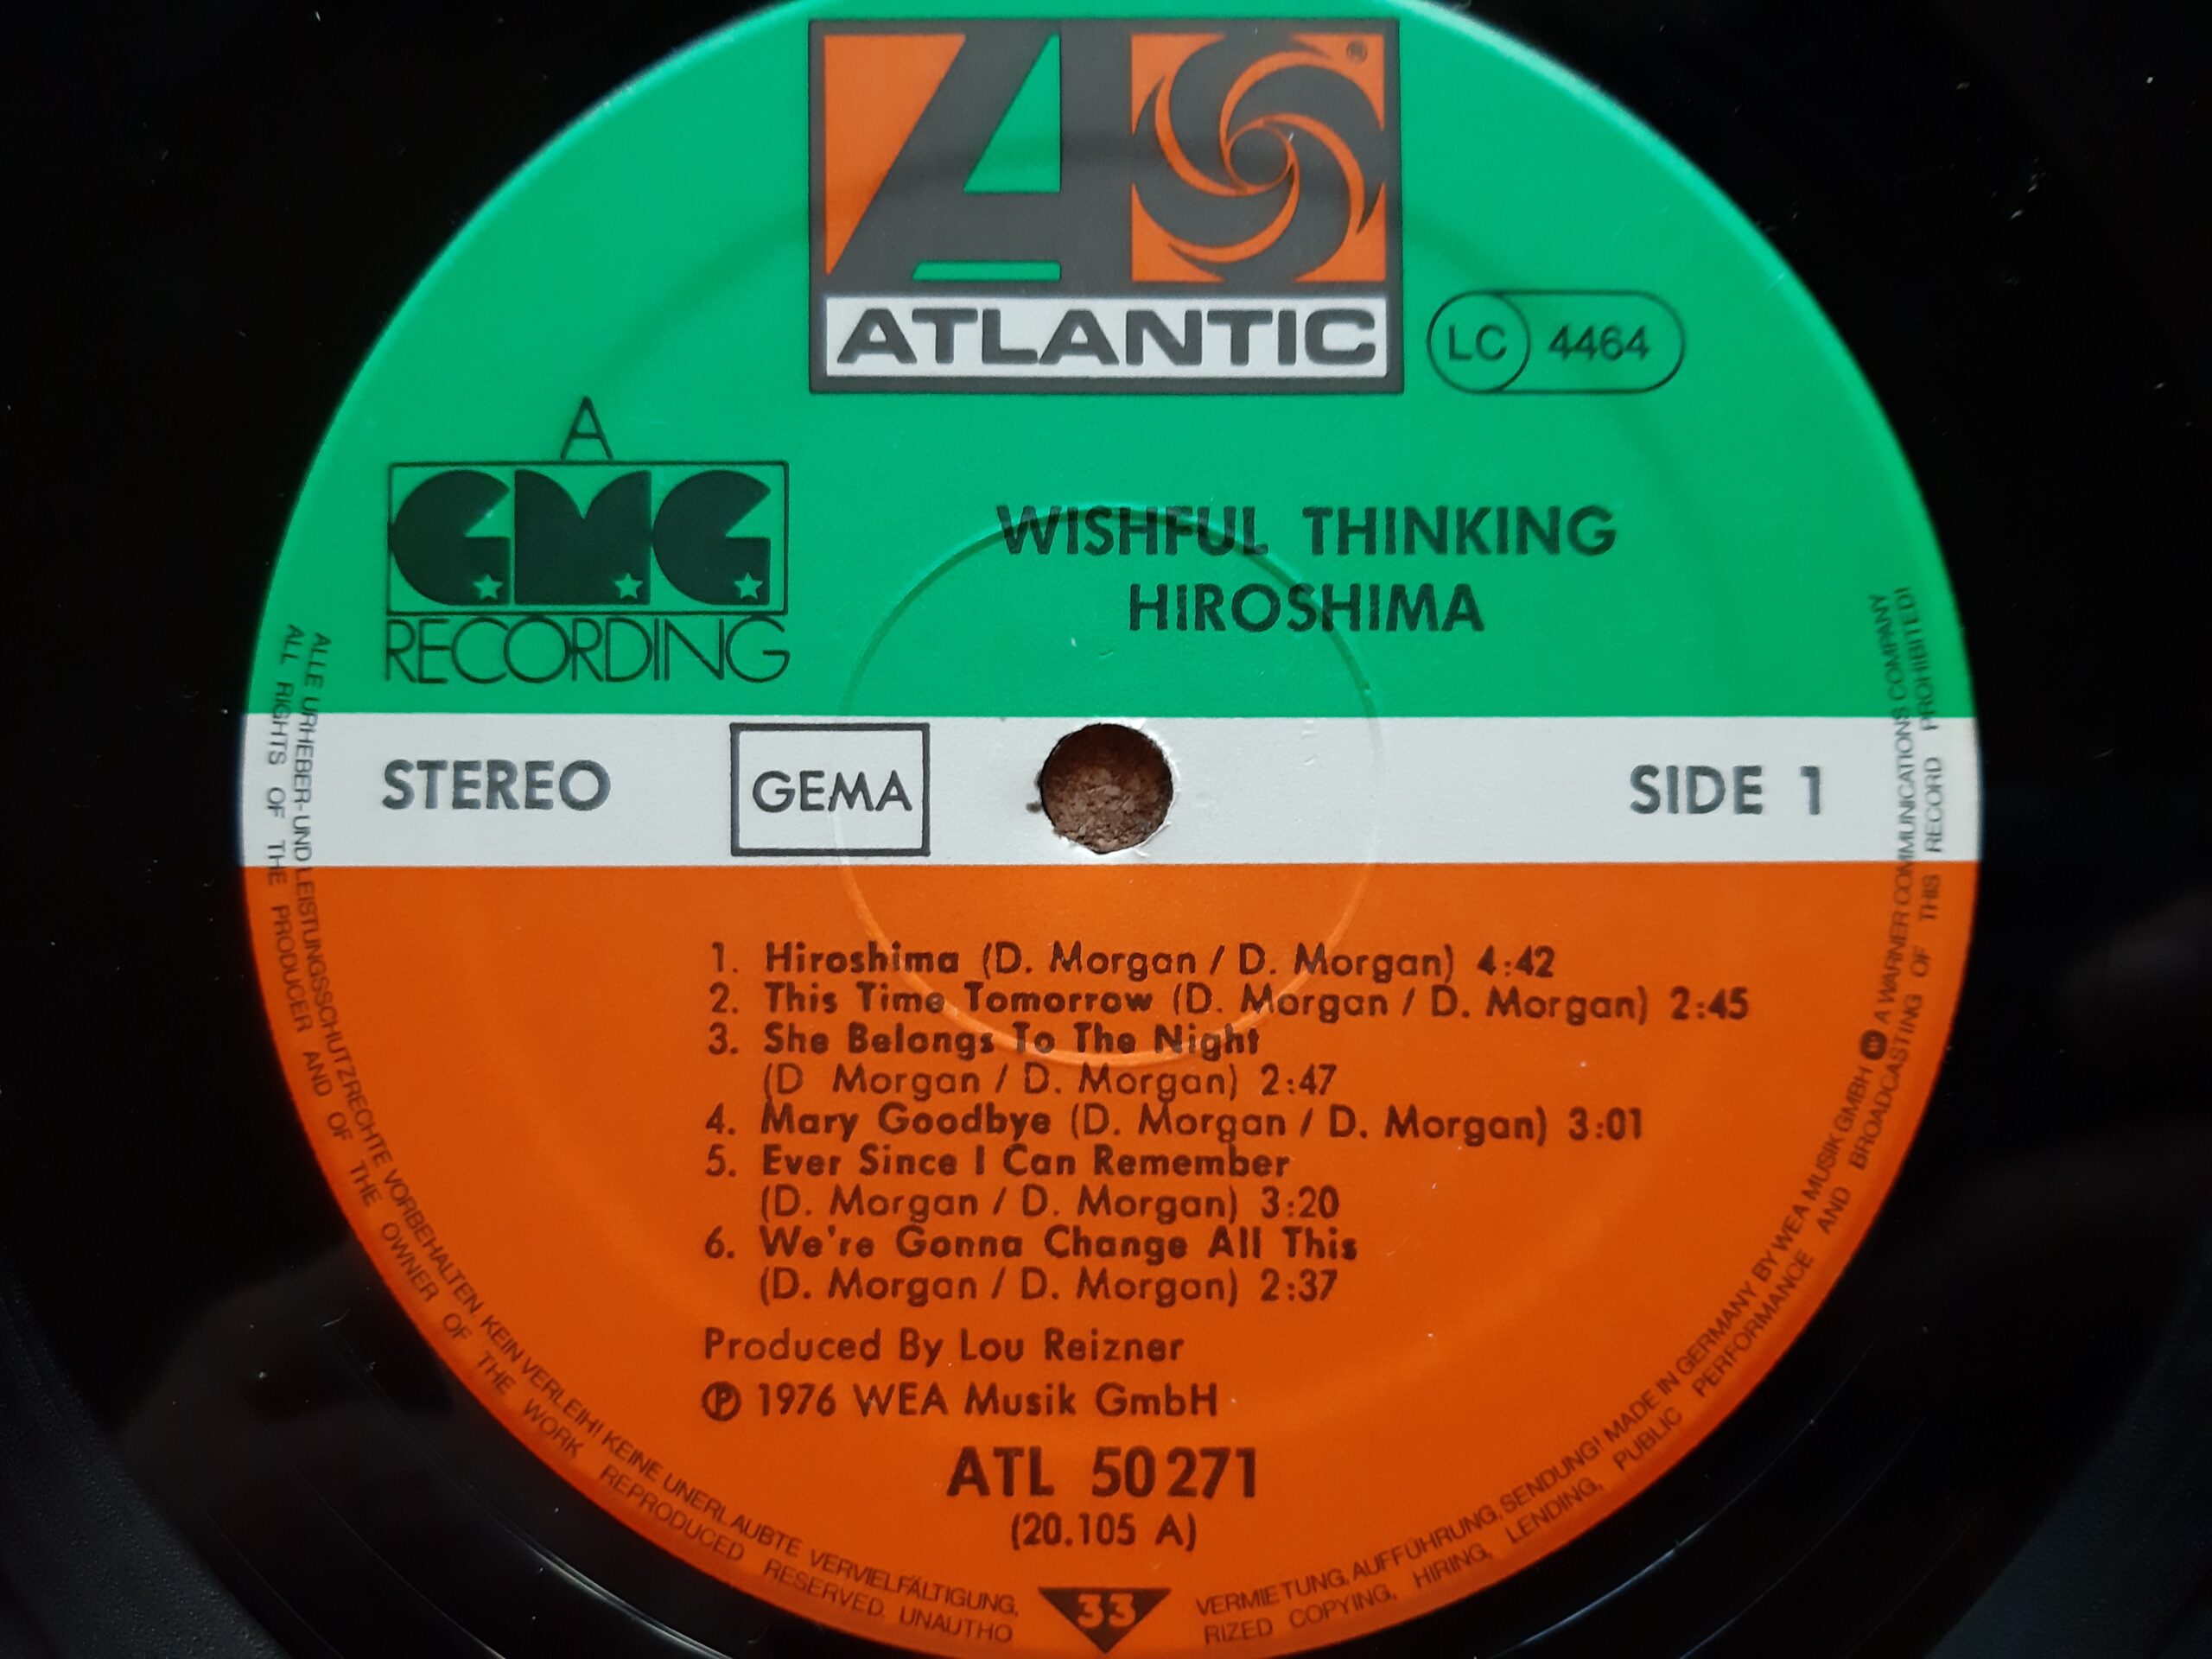 ATLANTIC
®
LC 4464
A
GMG
RECORDING
WISHFUL THINKING
HIROSHIMA
STEREO
GEMA
SIDE 1
1. Hiroshima (D. Morgan / D. Morgan) 4:42
2. This Time Tomorrow (D. Morgan / D. Morgan) 2:45
3. She Belongs To The Night
(D Morgan / D. Morgan) 2:47
4. Mary Goodbye (D. Morgan / D. Morgan) 3:01
5. Ever Since I Can Remember
(D. Morgan / D. Morgan) 3:20
6. We're Gonna Change All This
(D. Morgan / D. Morgan) 2:37
Produced By Lou Reizner
Ⓟ 1976 WEA Musik GmbH
ATL 50 271
(20.105 A)
33
ALLE URHEBER- UND LEISTUNGSSCHUTZRECHTE VORBEHALTEN. KEIN VERLEIH! KEINE UNERLAUBTE VERVIELFÄLTIGUNG, VERMIETUNG, AUFFÜHRUNG, SENDUNG! MADE IN GERMANY BY WEA MUSIK GMBH A WARNER COMMUNICATIONS COMPANY
ALL RIGHTS OF THE PRODUCER AND OF THE OWNER OF THE WORK REPRODUCED RESERVED. UNAUTHORIZED COPYING, HIRING, LENDING, PUBLIC PERFORMANCE AND BROADCASTING OF THIS RECORD PROHIBITED!